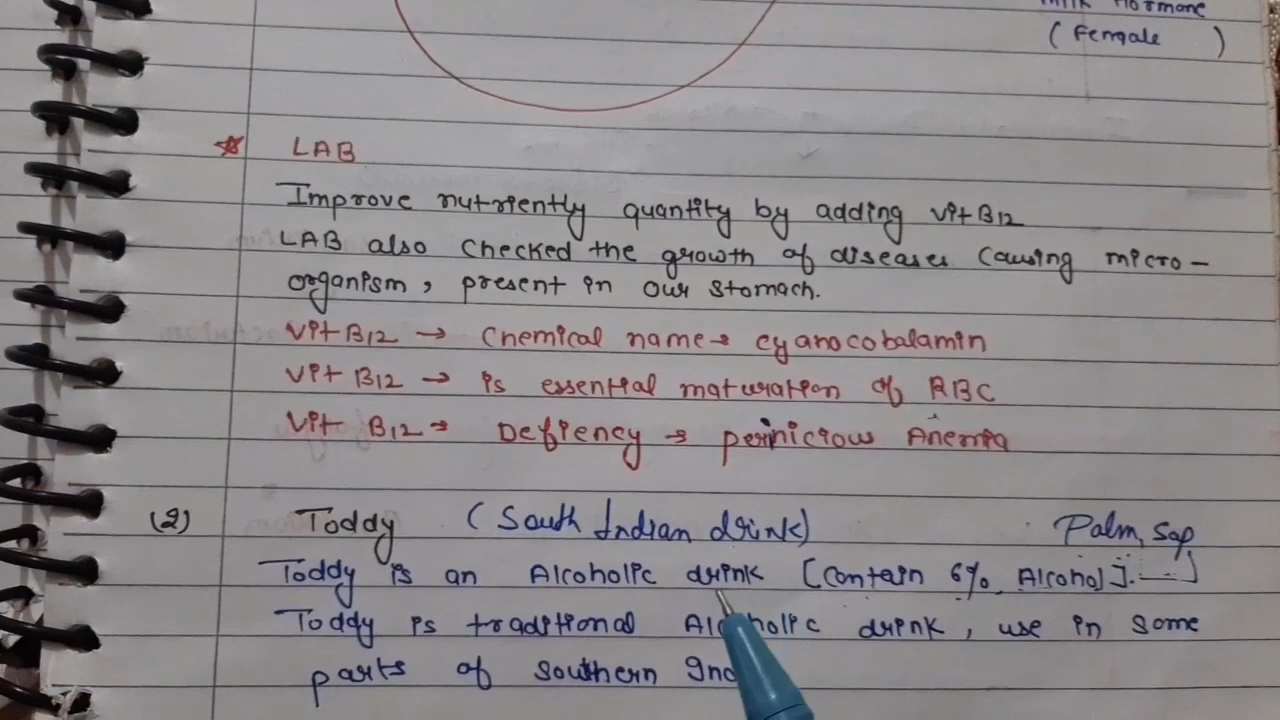 Hormone
(Female)
* LAB
Improve nutriently quantity by adding Vit B12
LAB also checked the growth of diseases causing micro-
organism, present in our stomach.
Vit B12 → Chemical name → cyanocobalamin
Vit B12 → is essential maturation of RBC
Vit B12 → Defiency → perinicious Anemia
(2) Toddy (South Indian drink) Palm, Sap
Toddy is an Alcoholic drink [contain 6% Alcohol].
Toddy is traditional Alcoholic drink, use in some
parts of Southern